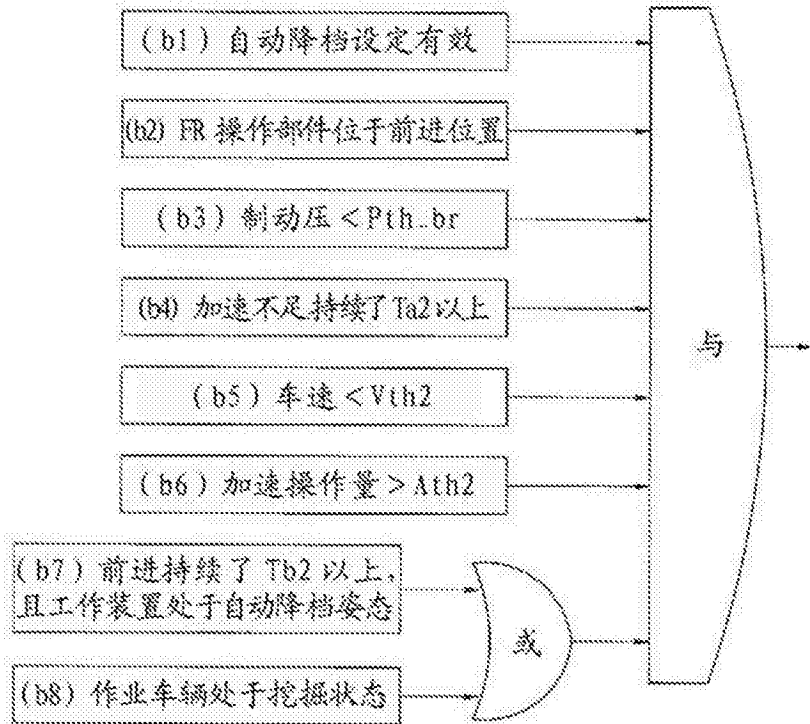 (b1)自动降档设定有效
(b2) FR 操作部件位于前进位置
(b3)制动压<Pth_br
(b4) 加速不足持续了Ta2以上
(b5)车速<Vth2
(b6)加速操作量>Ath2
与
(b7)前进持续了 Tb2 以上,
且工作装置处于自动降档姿态
或
(b8)作业车辆处于挖掘状态